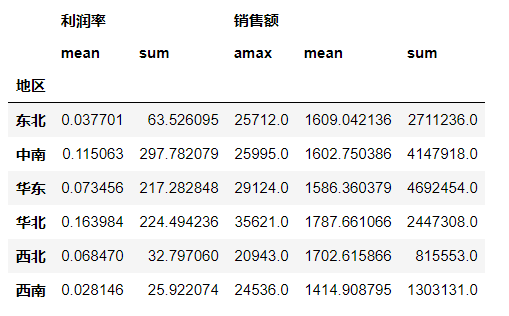 利润率 销售额
mean sum amax mean sum
地区
东北 0.037701 63.526095 25712.0 1609.042136 2711236.0
中南 0.115063 297.782079 25995.0 1602.750386 4147918.0
华东 0.073456 217.282848 29124.0 1586.360379 4692454.0
华北 0.163984 224.494236 35621.0 1787.661066 2447308.0
西北 0.068470 32.797060 20943.0 1702.615866 815553.0
西南 0.028146 25.922074 24536.0 1414.908795 1303131.0